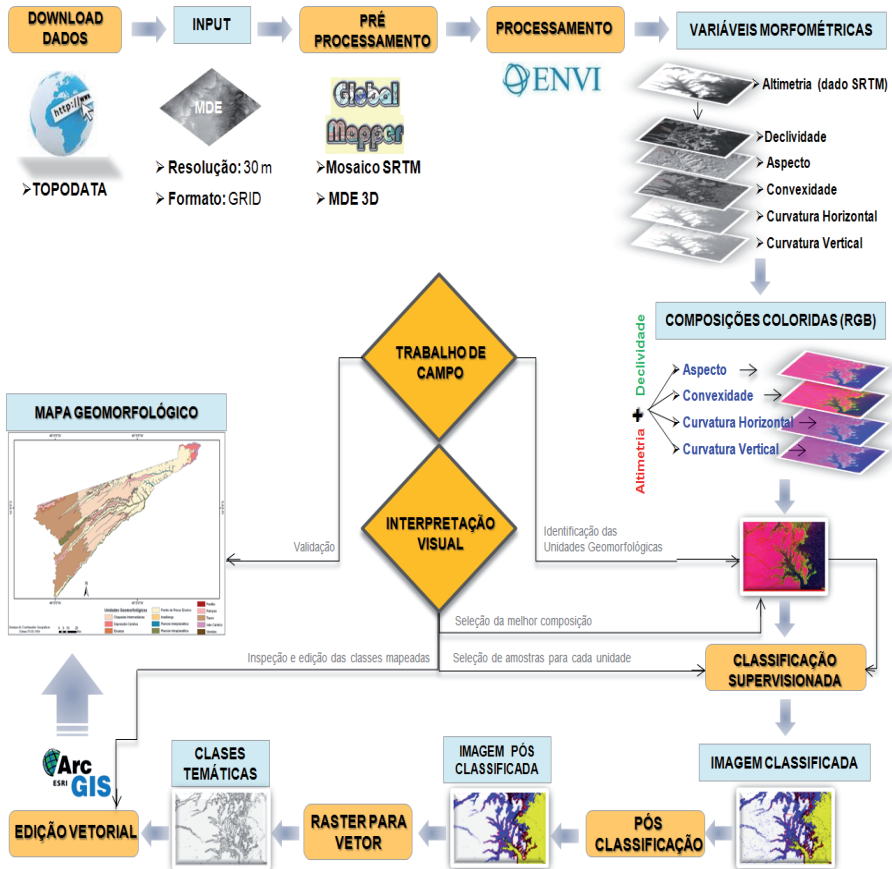 DOWNLOAD
DADOS
INPUT
PRÉ
PROCESSAMENTO
PROCESSAMENTO
VARIÁVEIS MORFOMÉTRICAS
http://www.
MDE
Global
Mapper
ENVI
➢ TOPODATA
➢ Resolução: 30 m
➢ Formato: GRID
➢ Mosaico SRTM
➢ MDE 3D
➢ Altimetria (dado SRTM)
➢ Declividade
➢ Aspecto
➢ Convexidade
➢ Curvatura Horizontal
➢ Curvatura Vertical
COMPOSIÇÕES COLORIDAS (RGB)
Altimetria + Declividade
➢ Aspecto
➢ Convexidade
➢ Curvatura Horizontal
➢ Curvatura Vertical
TRABALHO DE
CAMPO
MAPA GEOMORFOLÓGICO
Unidades Geomorfológicas
INTERPRETAÇÃO
VISUAL
Validação
Identificação das
Unidades Geomorfológicas
Seleção da melhor composição
Inspeção e edição das classes mapeadas
Seleção de amostras para cada unidade
CLASSIFICAÇÃO
SUPERVISIONADA
IMAGEM CLASSIFICADA
IMAGEM PÓS
CLASSIFICADA
CLASES
TEMÁTICAS
Arc
ESRI GIS
EDIÇÃO VETORIAL
RASTER PARA
VETOR
PÓS
CLASSIFICAÇÃO